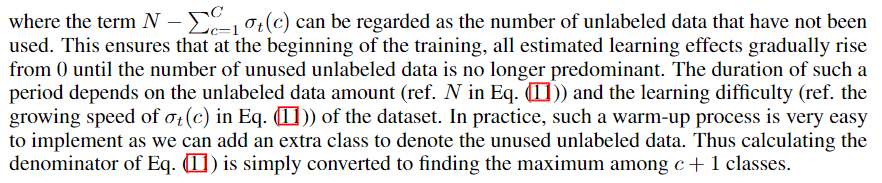 where the term N − ∑_{c=1}^{C} σ_t(c) can be regarded as the number of unlabeled data that have not been
used. This ensures that at the beginning of the training, all estimated learning effects gradually rise
from 0 until the number of unused unlabeled data is no longer predominant. The duration of such a
period depends on the unlabeled data amount (ref. N in Eq. (11)) and the learning difficulty (ref. the
growing speed of σ_t(c) in Eq. (11)) of the dataset. In practice, such a warm-up process is very easy
to implement as we can add an extra class to denote the unused unlabeled data. Thus calculating the
denominator of Eq. (11) is simply converted to finding the maximum among c + 1 classes.